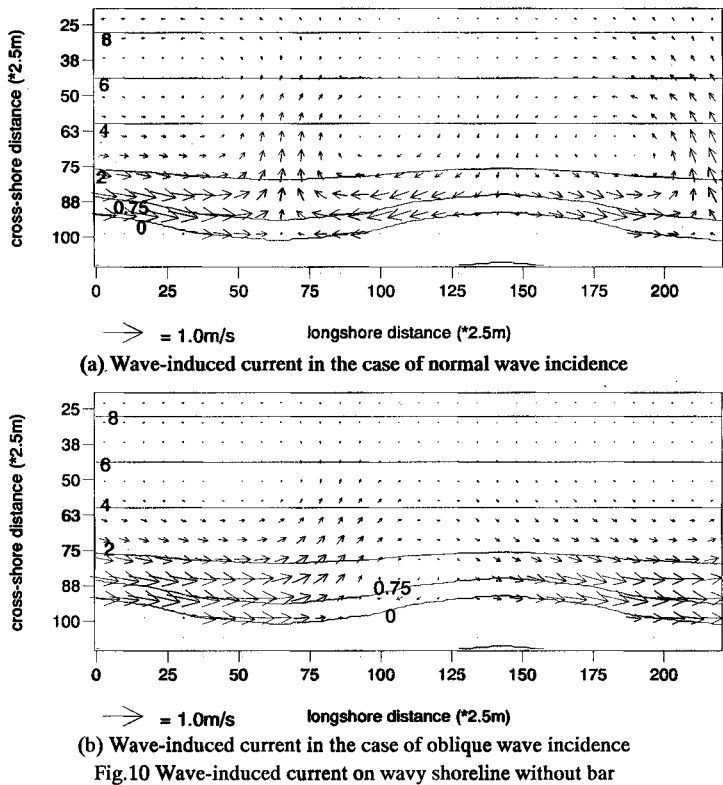 cross-shore distance (*2.5m)
25
38
50
63
75
88
100
8
6
4
2
0.75
0
0 25 50 75 100 125 150 175 200
= 1.0m/s longshore distance (*2.5m)
(a) Wave-induced current in the case of normal wave incidence
cross-shore distance (*2.5m)
25
38
50
63
75
88
100
8
6
4
2
0.75
0
0 25 50 75 100 125 150 175 200
= 1.0m/s longshore distance (*2.5m)
(b) Wave-induced current in the case of oblique wave incidence
Fig.10 Wave-induced current on wavy shoreline without bar